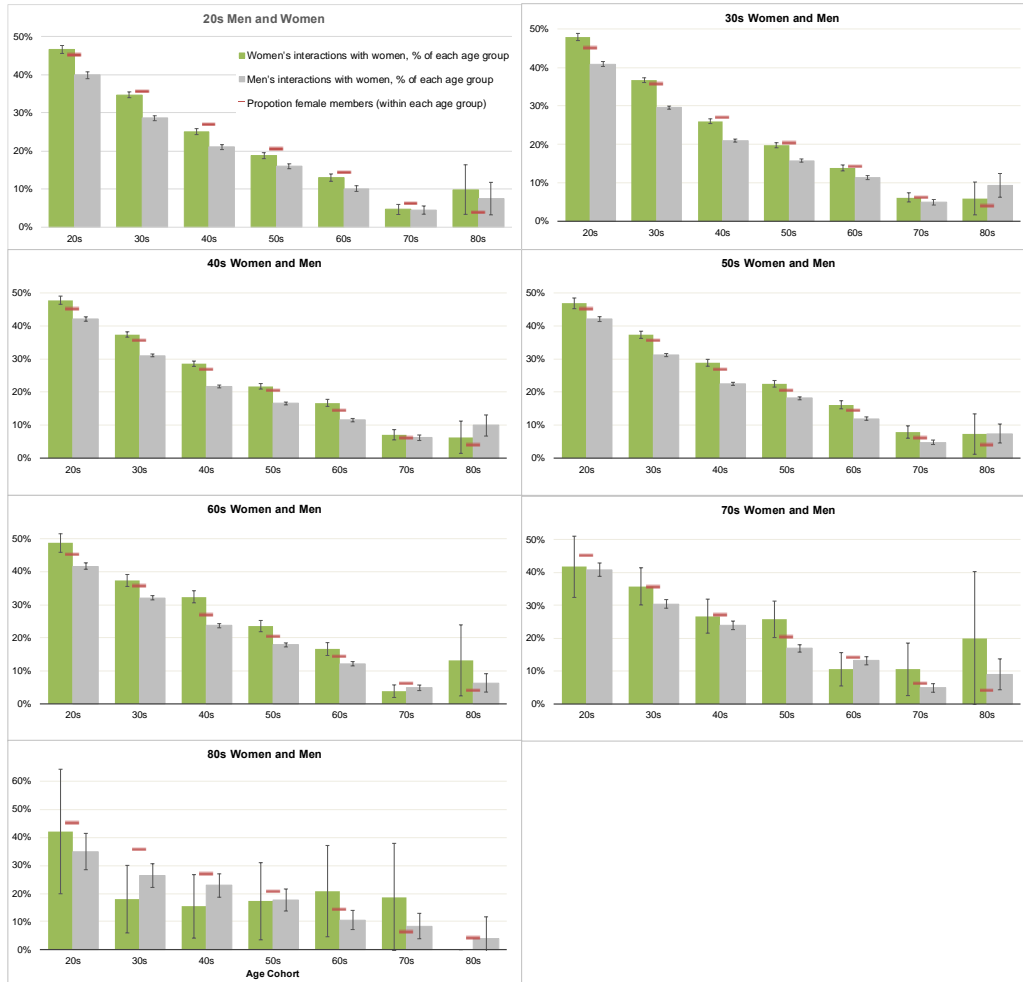 20s Men and Women
50%
40%
30%
20%
10%
0%
Women's interactions with women, % of each age group
Men's interactions with women, % of each age group
Propotion female members (within each age group)
20s 30s 40s 50s 60s 70s 80s
30s Women and Men
50%
40%
30%
20%
10%
0%
20s 30s 40s 50s 60s 70s 80s
40s Women and Men
50%
40%
30%
20%
10%
0%
20s 30s 40s 50s 60s 70s 80s
50s Women and Men
50%
40%
30%
20%
10%
0%
20s 30s 40s 50s 60s 70s 80s
60s Women and Men
50%
40%
30%
20%
10%
0%
20s 30s 40s 50s 60s 70s 80s
70s Women and Men
50%
40%
30%
20%
10%
0%
20s 30s 40s 50s 60s 70s 80s
80s Women and Men
60%
50%
40%
30%
20%
10%
0%
20s 30s 40s 50s 60s 70s 80s
Age Cohort